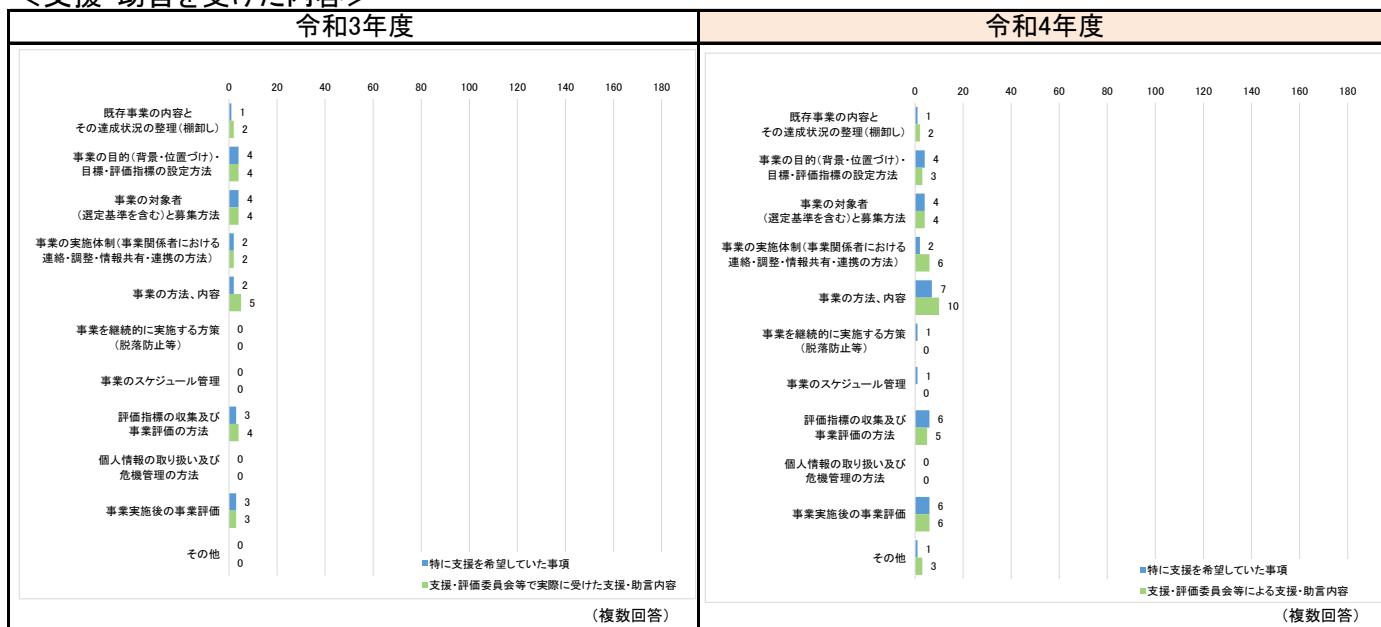 <支援・助言を受けた内容>
令和3年度
0 20 40 60 80 100 120 140 160 180
既存事業の内容と
その達成状況の整理(棚卸し)
1
2
事業の目的(背景・位置づけ)・
目標・評価指標の設定方法
4
4
事業の対象者
(選定基準を含む)と募集方法
4
4
事業の実施体制(事業関係者における
連絡・調整・情報共有・連携の方法)
2
2
事業の方法、内容
2
5
事業を継続的に実施する方策
(脱落防止等)
0
0
事業のスケジュール管理
0
0
評価指標の収集及び
事業評価の方法
3
4
個人情報の取り扱い及び
危機管理の方法
0
0
事業実施後の事業評価
3
3
その他
0
0
特に支援を希望していた事項
支援・評価委員会等で実際に受けた支援・助言内容
(複数回答)
令和4年度
0 20 40 60 80 100 120 140 160 180
既存事業の内容と
その達成状況の整理(棚卸し)
1
2
事業の目的(背景・位置づけ)・
目標・評価指標の設定方法
4
3
事業の対象者
(選定基準を含む)と募集方法
4
4
事業の実施体制(事業関係者における
連絡・調整・情報共有・連携の方法)
2
6
事業の方法、内容
7
10
事業を継続的に実施する方策
(脱落防止等)
1
0
事業のスケジュール管理
1
0
評価指標の収集及び
事業評価の方法
6
5
個人情報の取り扱い及び
危機管理の方法
0
0
事業実施後の事業評価
6
6
その他
1
3
特に支援を希望していた事項
支援・評価委員会等による支援・助言内容
(複数回答)